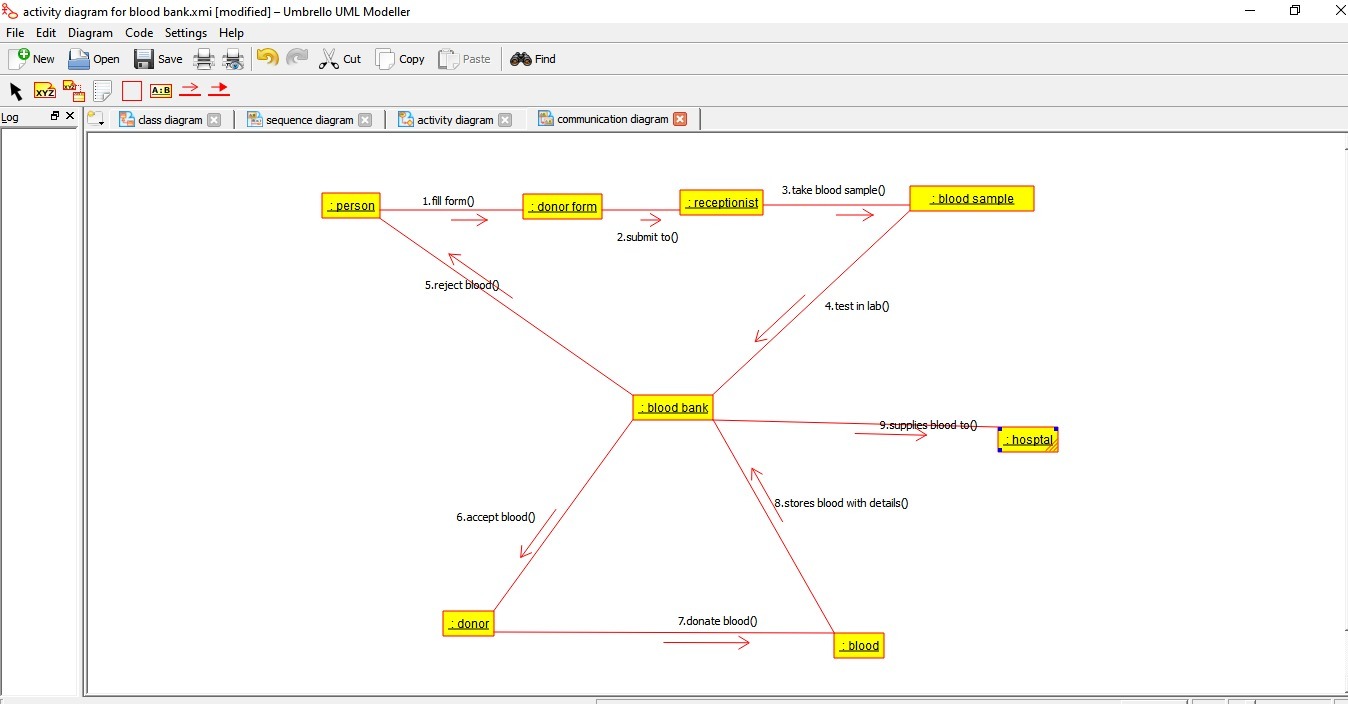 activity diagram for blood bank.xmi [modified] – Umbrello UML Modeller
File Edit Diagram Code Settings Help
New Open Save Cut Copy Paste Find
XYZ XYZ A:B
Log class diagram sequence diagram activity diagram communication diagram
: person
1.fill form()
: donor form
2.submit to()
: receptionist
3.take blood sample()
: blood sample
5.reject blood()
4.test in lab()
: blood bank
9.supplies blood to()
: hosptal
8.stores blood with details()
6.accept blood()
: donor
7.donate blood()
: blood